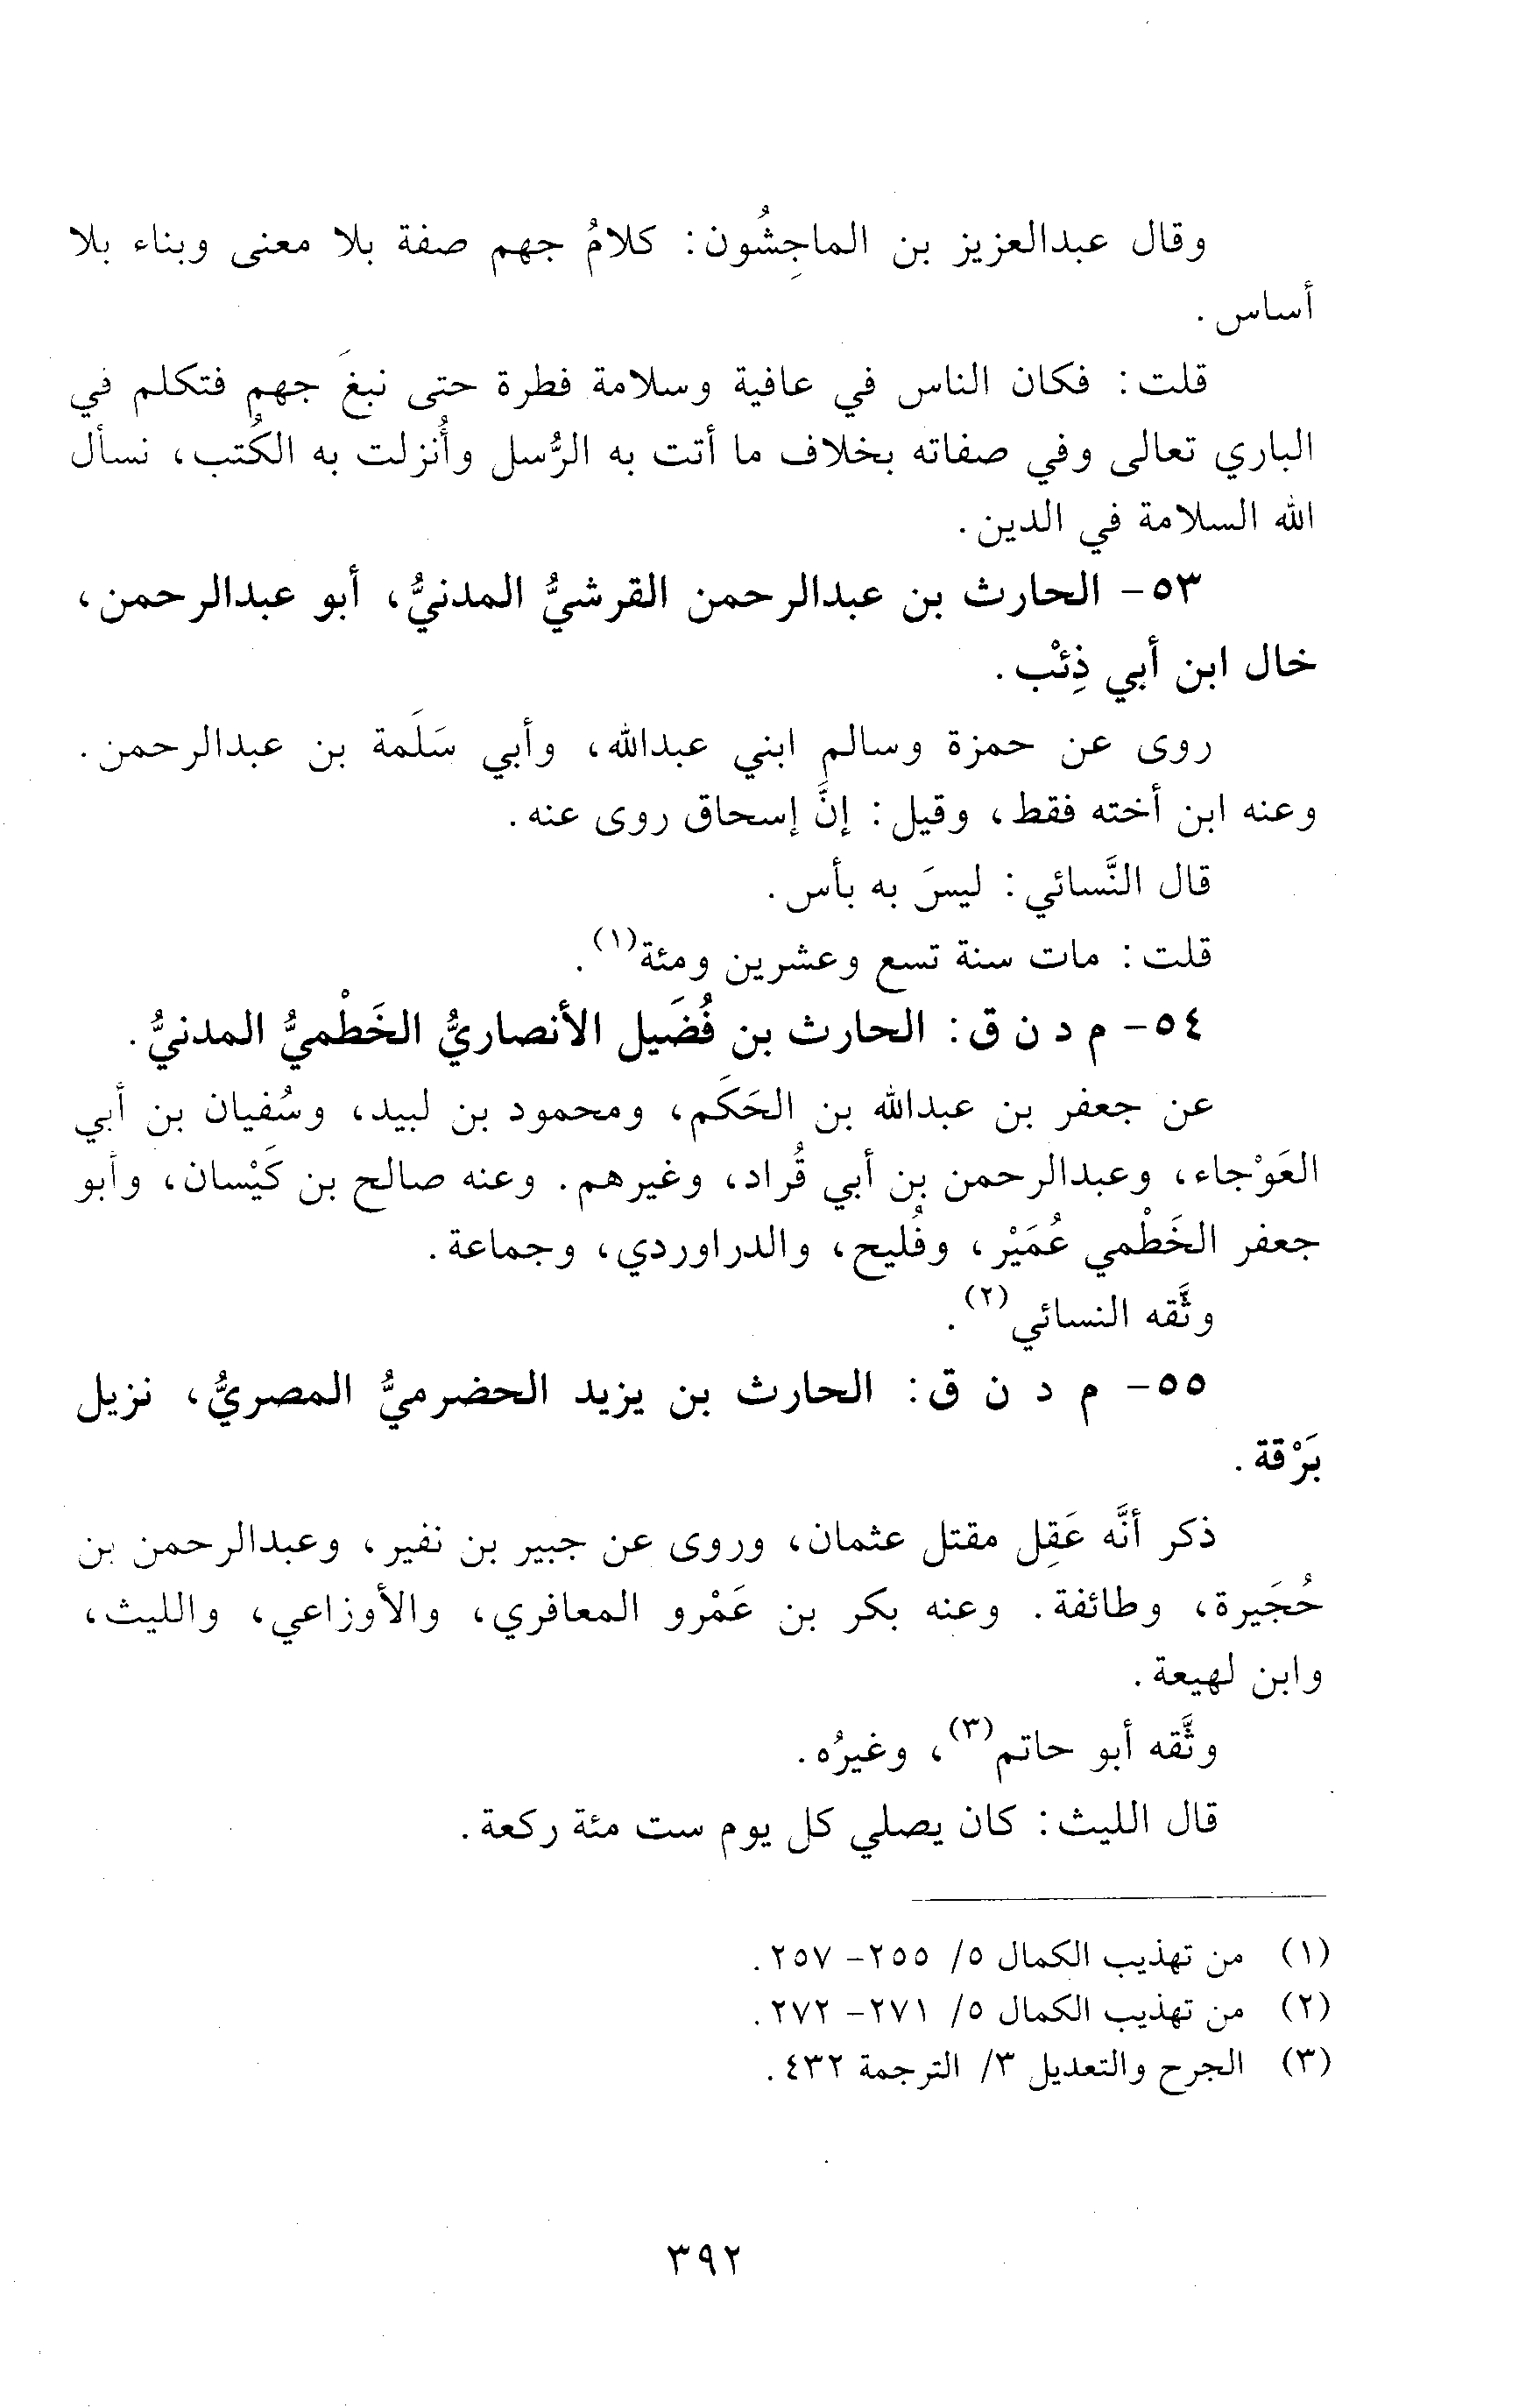 وقال عبدالعزيز بن الماجِشُون: كلامُ جهم صفة بلا معنى وبناء بلا
أساس.
قلت: فكان الناس في عافية وسلامة فطرة حتى نبغَ جهم فتكلم في
الباري تعالى وفي صفاته بخلاف ما أتت به الرُّسل وأُنزلت به الكُتب، نسأل
الله السلامة في الدين.
٥٣- الحارث بن عبدالرحمن القرشيُّ المدنيُّ، أبو عبدالرحمن،
خال ابن أبي ذِئْب.
روى عن حمزة وسالم ابني عبدالله، وأبي سَلَمة بن عبدالرحمن.
وعنه ابن أخته فقط، وقيل: إنَّ إسحاق روى عنه.
قال النَّسائي: ليسَ به بأس.
قلت: مات سنة تسع وعشرين ومئة(١).
٥٤- م د ن ق: الحارث بن فُضَيل الأنصاريُّ الخَطْميُّ المدنيُّ.
عن جعفر بن عبدالله بن الحَكَم، ومحمود بن لبيد، وسُفيان بن أبي
العَوْجاء، وعبدالرحمن بن أبي قُراد، وغيرهم. وعنه صالح بن كَيْسان، وأبو
جعفر الخَطْمي عُمَيْر، وفُليح، والدراوردي، وجماعة.
وثَّقه النسائي(٢).
٥٥- م د ن ق: الحارث بن يزيد الحضرميُّ المصريُّ، نزيل
بَرْقة.
ذكر أنَّه عَقِل مقتل عثمان، وروى عن جبير بن نفير، وعبدالرحمن بن
حُجَيرة، وطائفة. وعنه بكر بن عَمْرو المعافري، والأوزاعي، والليث،
وابن لهيعة.
وثَّقه أبو حاتم(٣)، وغيرُه.
قال الليث: كان يصلي كل يوم ست مئة ركعة.
(١) من تهذيب الكمال ٥/ ٢٥٥- ٢٥٧.
(٢) من تهذيب الكمال ٥/ ٢٧١- ٢٧٢.
(٣) الجرح والتعديل ٣/ الترجمة ٤٣٢.
٣٩٢